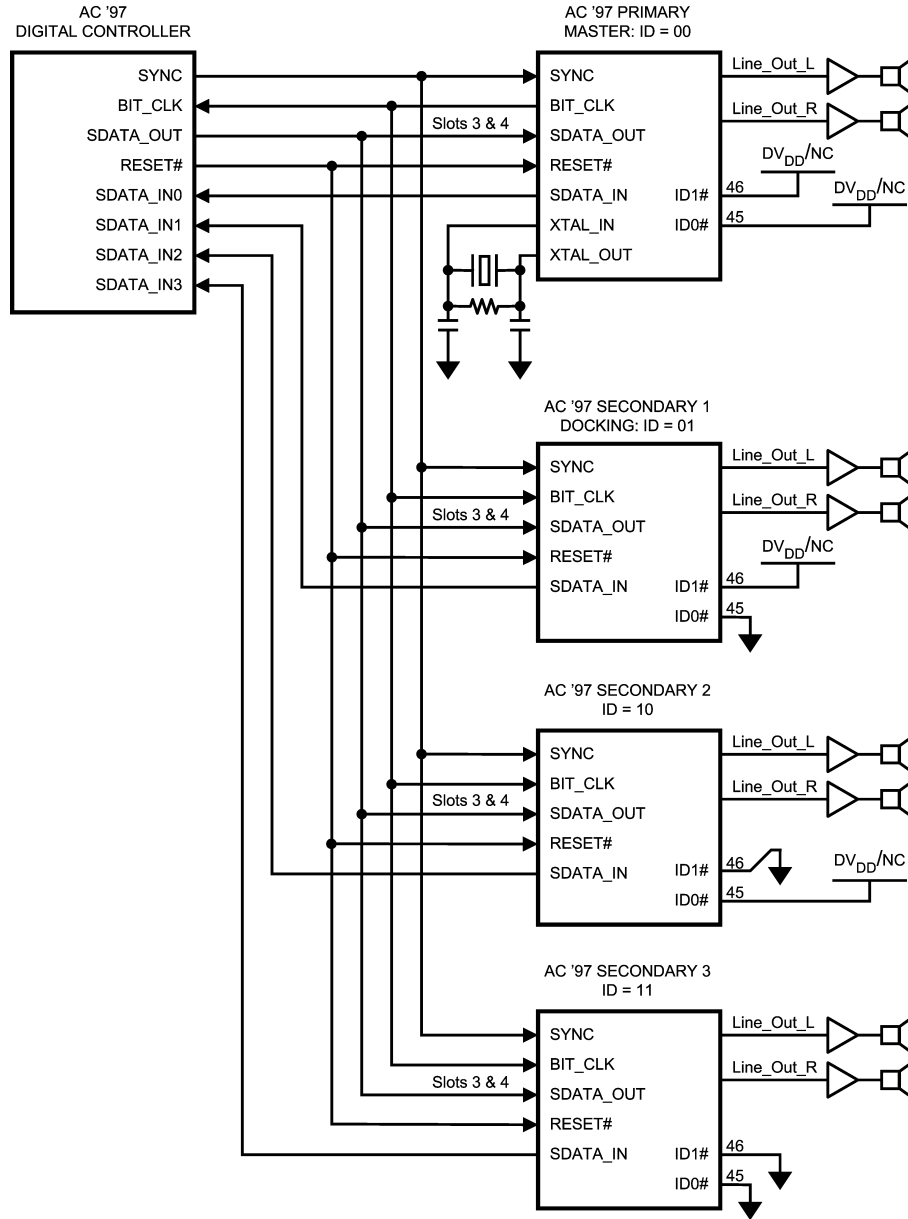 AC '97
DIGITAL CONTROLLER
SYNC
BIT_CLK
SDATA_OUT
RESET#
SDATA_IN0
SDATA_IN1
SDATA_IN2
SDATA_IN3
AC '97 PRIMARY
MASTER: ID = 00
SYNC
BIT_CLK
Slots 3 & 4
SDATA_OUT
RESET#
SDATA_IN
XTAL_IN
XTAL_OUT
ID1#
ID0#
Line_Out_L
Line_Out_R
DVDD/NC
46
DVDD/NC
45
AC '97 SECONDARY 1
DOCKING: ID = 01
SYNC
BIT_CLK
Slots 3 & 4
SDATA_OUT
RESET#
SDATA_IN
ID1#
ID0#
Line_Out_L
Line_Out_R
DVDD/NC
46
45
AC '97 SECONDARY 2
ID = 10
SYNC
BIT_CLK
Slots 3 & 4
SDATA_OUT
RESET#
SDATA_IN
ID1#
ID0#
Line_Out_L
Line_Out_R
46
DVDD/NC
45
AC '97 SECONDARY 3
ID = 11
SYNC
BIT_CLK
Slots 3 & 4
SDATA_OUT
RESET#
SDATA_IN
ID1#
ID0#
Line_Out_L
Line_Out_R
46
45